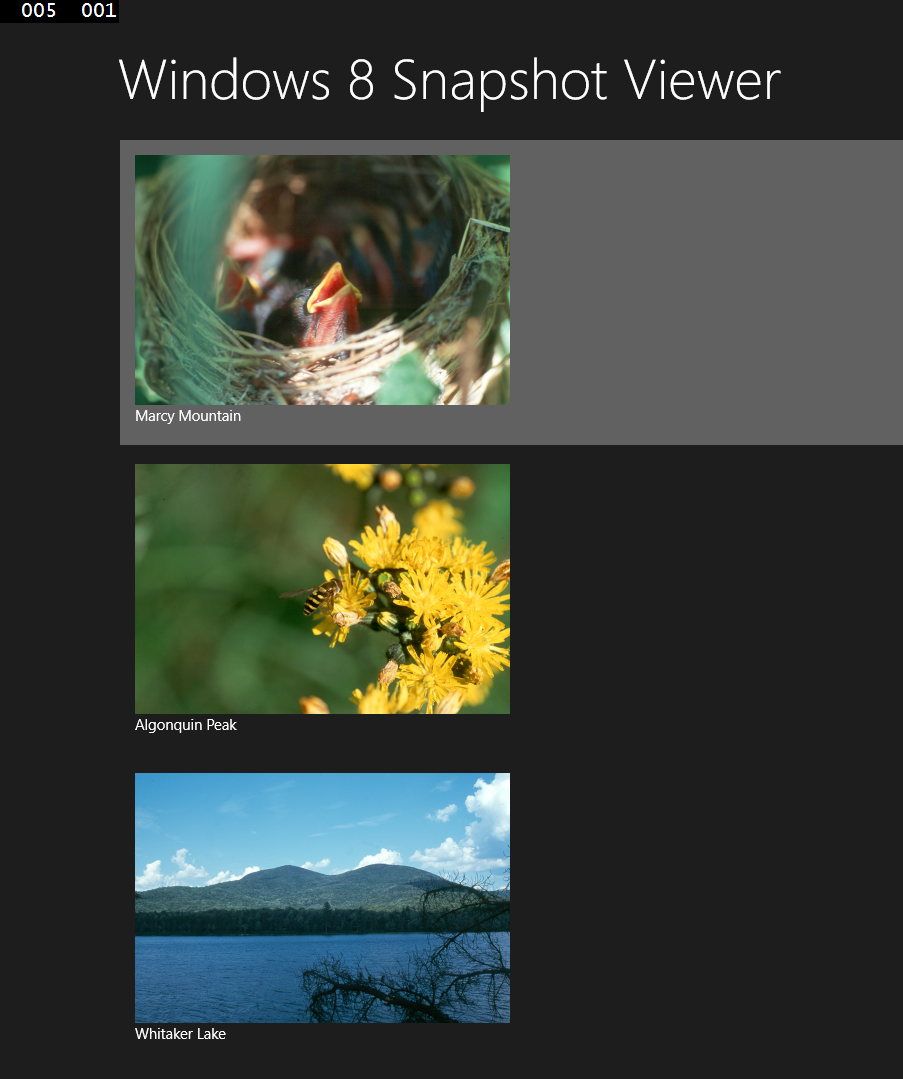 005 001
Windows 8 Snapshot Viewer
Marcy Mountain
Algonquin Peak
Whitaker Lake